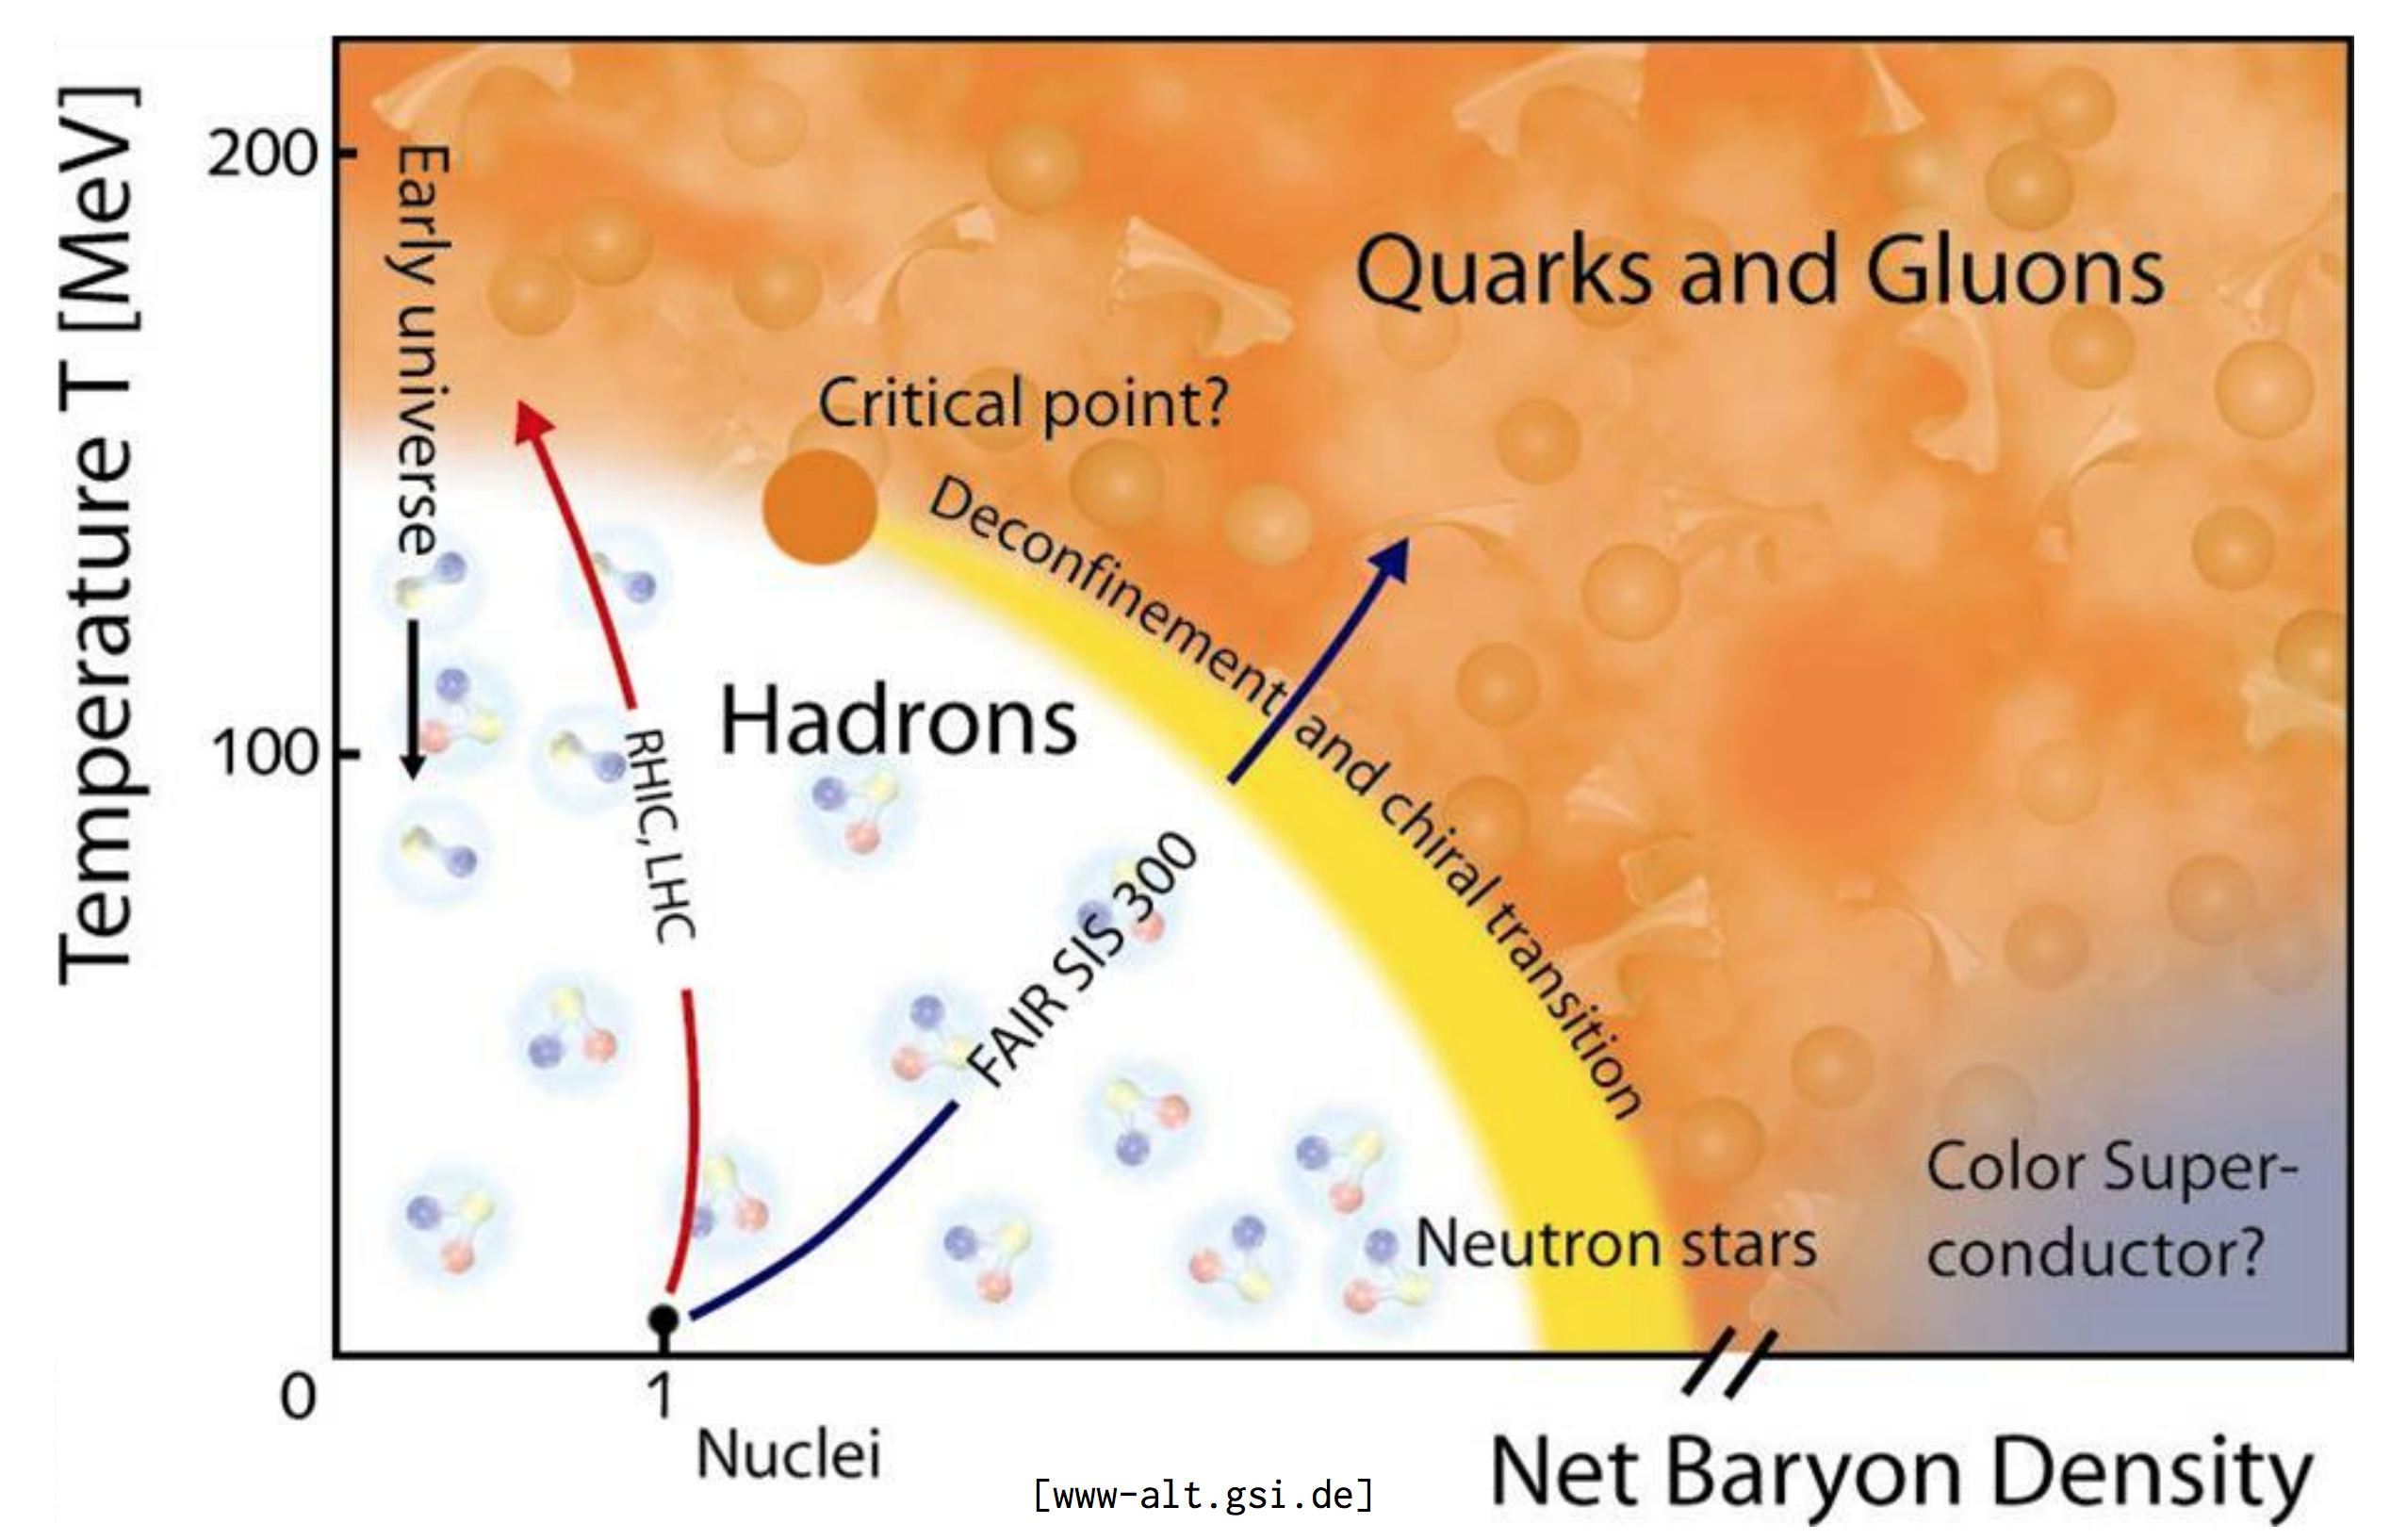 Temperature T [MeV]
200
100
0
Early universe
Quarks and Gluons
Critical point?
Deconfinement and chiral transition
Hadrons
RHIC, LHC
FAIR SIS 300
Neutron stars
Color Super-
conductor?
1
Nuclei
Net Baryon Density
[www-alt.gsi.de]